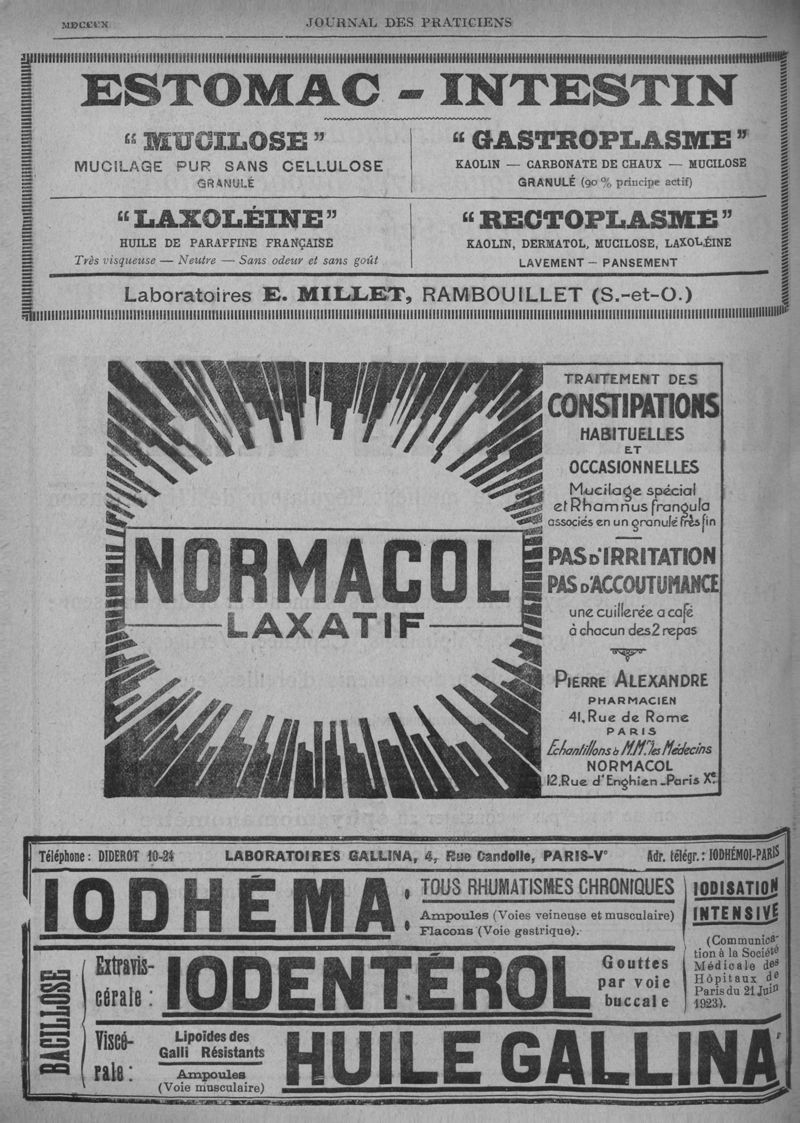 JOURNAL DES PRATICIENS
ESTOMAC - INTESTIN
“MUCILOSE”
MUCILAGE PUR SANS CELLULOSE
GRANULÉ
“GASTROPLASME”
KAOLIN — CARBONATE DE CHAUX — MUCILOSE
GRANULÉ (90 % principe actif)
“LAXOLÉINE”
HUILE DE PARAFFINE FRANÇAISE
Très visqueuse — Neutre — Sans odeur et sans goût
“RECTOPLASME”
KAOLIN, DERMATOL, MUCILOSE, LAXOLÉINE
LAVEMENT — PANSEMENT
Laboratoires E. MILLET, RAMBOUILLET (S.-et-O.)
NORMACOL
LAXATIF
TRAITEMENT DES
CONSTIPATIONS
HABITUELLES
ET
OCCASIONNELLES
Mucilage spécial
et Rhamnus frangula
associés en un granulé très fin
PAS D'IRRITATION
PAS D'ACCOUTUMANCE
une cuillerée a café
à chacun des 2 repas
PIERRE ALEXANDRE
PHARMACIEN
41, Rue de Rome
PARIS
Echantillons à M.M.rs les Médecins
NORMACOL
12, Rue d'Enghien - Paris Xe.
Téléphone : DIDEROT 10-24
LABORATOIRES GALLINA, 4, Rue Candolle, PARIS-V°
Adr. télégr. : IODHÉMOI-PARIS
IODHÉMA :
TOUS RHUMATISMES CHRONIQUES
Ampoules (Voies veineuse et musculaire)
Flacons (Voie gastrique).
IODISATION
INTENSIVE
(Communica-
tion à la Société
Médicale des
Hôpitaux de
Paris du 21 Juin
1923).
BACILLOSE
Extravis-
cérale :
IODENTÉROL
Gouttes
par voie
buccale
Viscé-
rale :
Lipoïdes des
Galli Résistants
Ampoules
(Voie musculaire)
HUILE GALLINA